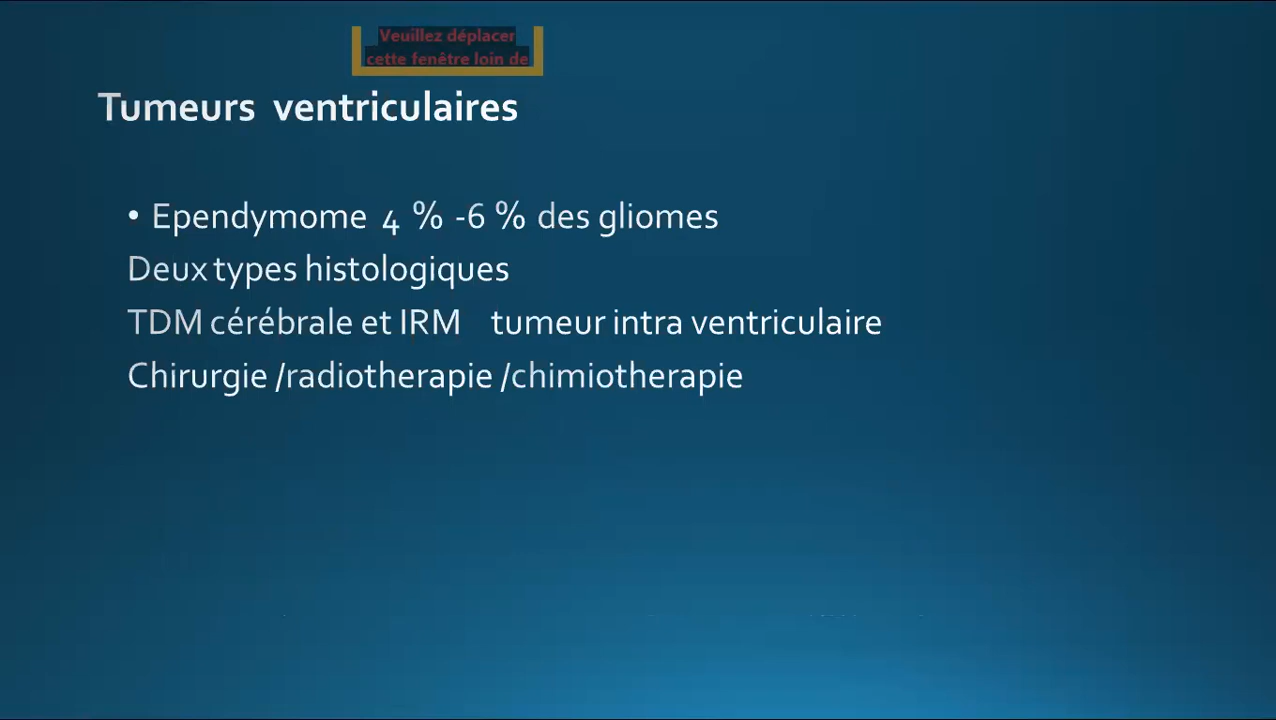 Veuillez déplacer
cette fenêtre loin de
Tumeurs ventriculaires
• Ependymome 4 % -6 % des gliomes
Deux types histologiques
TDM cérébrale et IRM tumeur intra ventriculaire
Chirurgie /radiotherapie /chimiotherapie